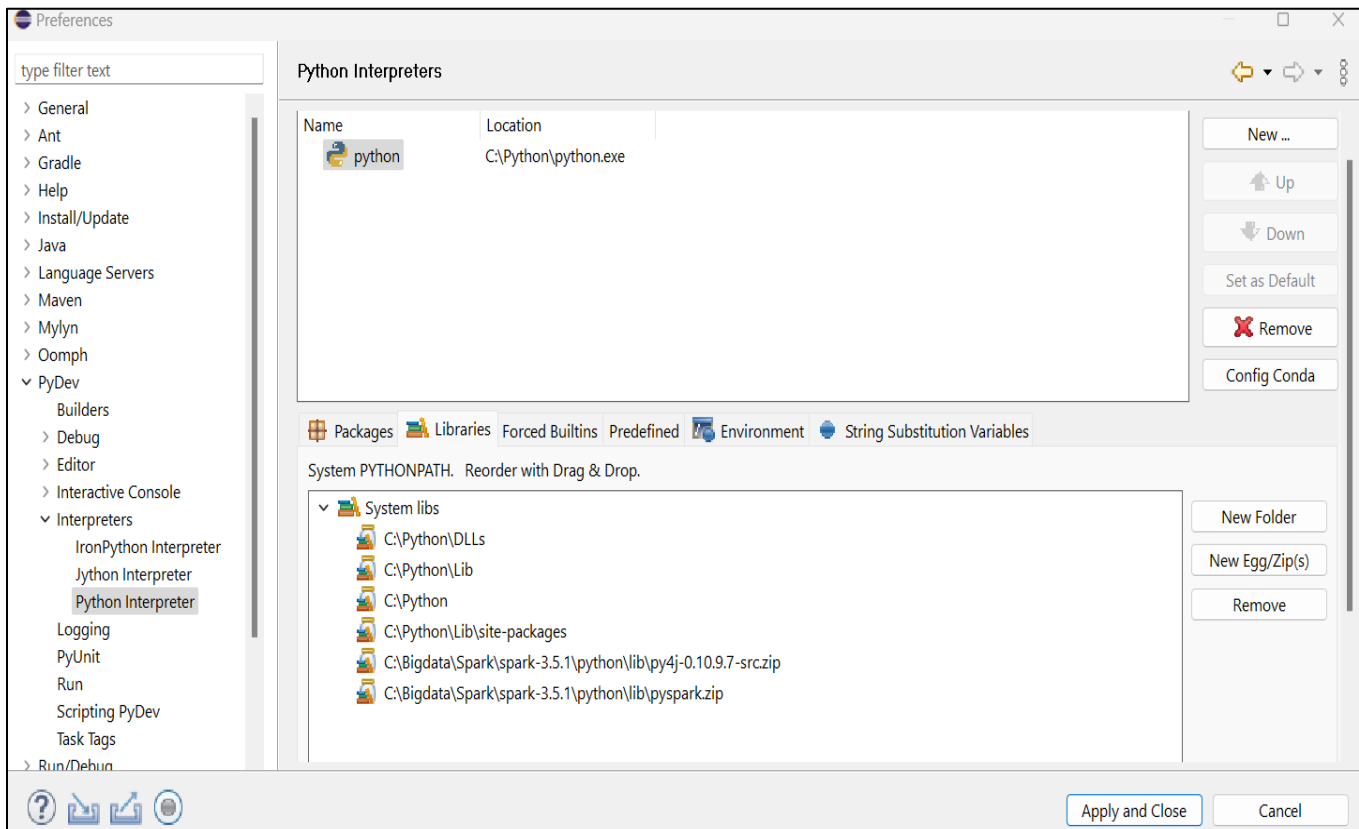 Preferences
type filter text
General
Ant
Gradle
Help
Install/Update
Java
Language Servers
Maven
Mylyn
Oomph
PyDev
Builders
Debug
Editor
Interactive Console
Interpreters
IronPython Interpreter
Jython Interpreter
Python Interpreter
Logging
PyUnit
Run
Scripting PyDev
Task Tags
Run/Debug
Python Interpreters
Name Location
python C:\Python\python.exe
New ...
Up
Down
Set as Default
Remove
Config Conda
Packages Libraries Forced Builtins Predefined Environment String Substitution Variables
System PYTHONPATH. Reorder with Drag & Drop.
System libs
C:\Python\DLLs
C:\Python\Lib
C:\Python
C:\Python\Lib\site-packages
C:\Bigdata\Spark\spark-3.5.1\python\lib\py4j-0.10.9.7-src.zip
C:\Bigdata\Spark\spark-3.5.1\python\lib\pyspark.zip
New Folder
New Egg/Zip(s)
Remove
Apply and Close Cancel